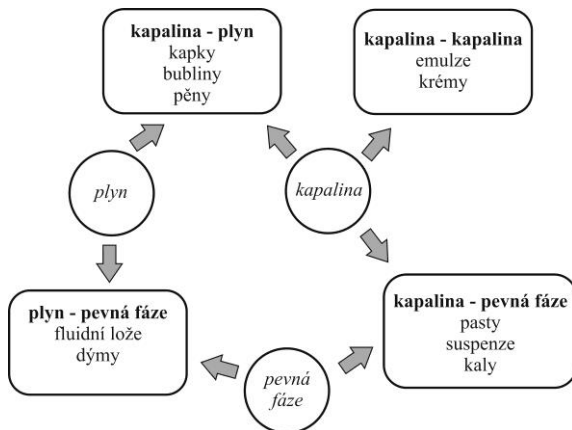 kapalina - plyn
kapky
bubliny
pěny
kapalina - kapalina
emulze
krémy
plyn
kapalina
plyn - pevná fáze
fluidní lože
dýmy
pevná
fáze
kapalina - pevná fáze
pasty
suspenze
kaly